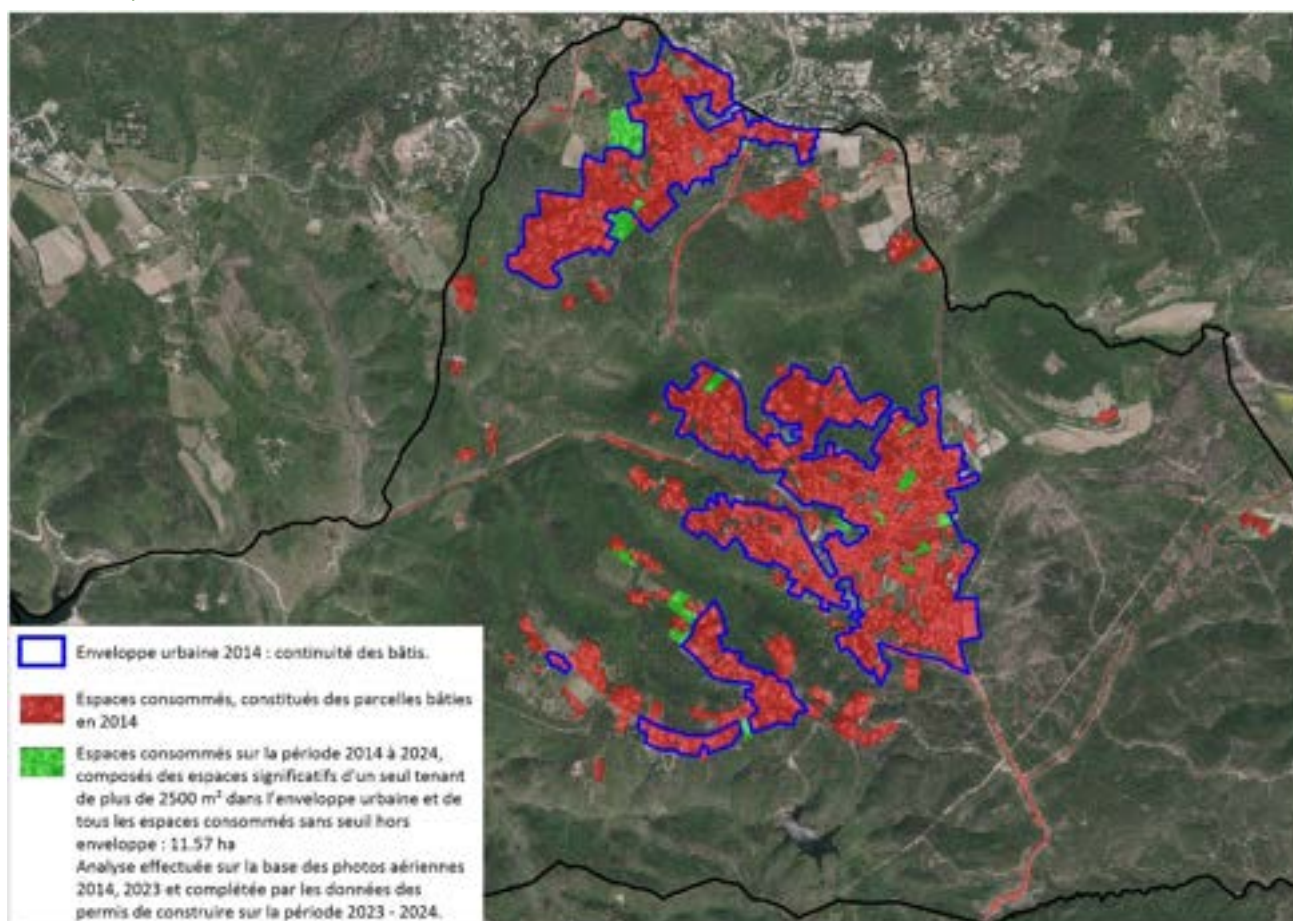 Enveloppe urbaine 2014 : continuité des bâtis.
Espaces consommés, constitués des parcelles bâties
en 2014
Espaces consommés sur la période 2014 à 2024,
composés des espaces significatifs d'un seul tenant
de plus de 2500 m² dans l'enveloppe urbaine et de
tous les espaces consommés sans seuil hors
enveloppe : 11.57 ha
Analyse effectuée sur la base des photos aériennes
2014, 2023 et complétée par les données des
permis de construire sur la période 2023 - 2024.